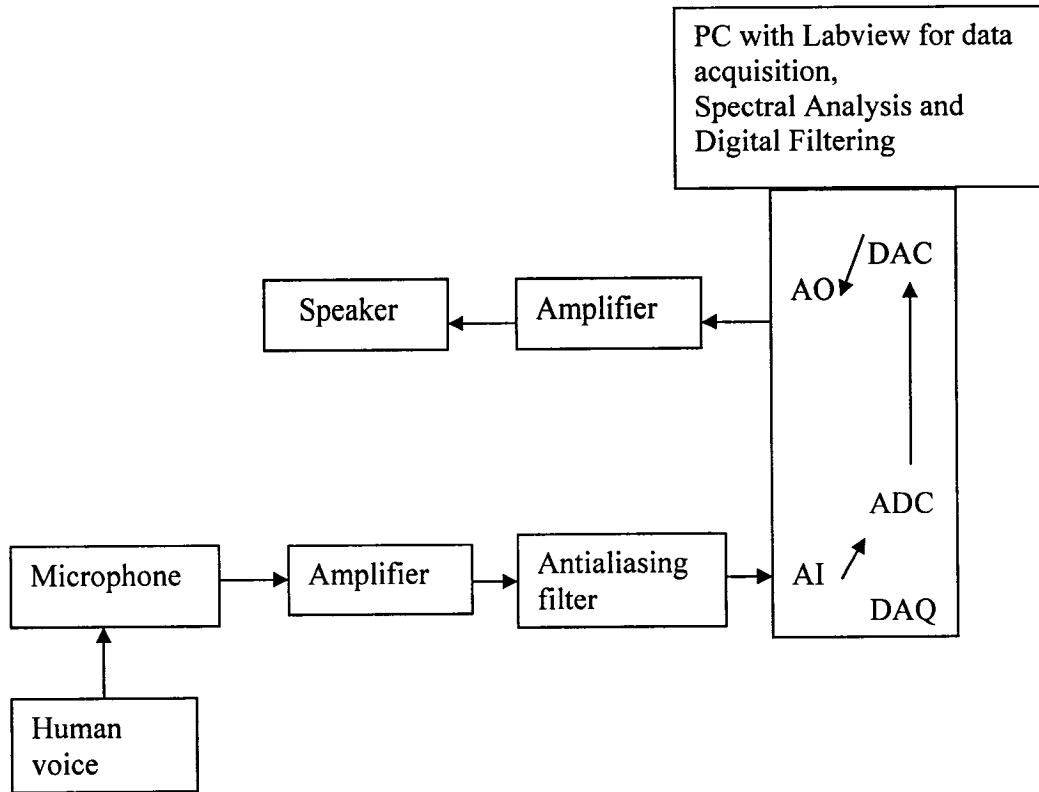 PC with Labview for data
acquisition,
Spectral Analysis and
Digital Filtering
DAC
AO
Speaker
Amplifier
ADC
Microphone
Amplifier
Antialiasing
filter
AI
DAQ
Human
voice